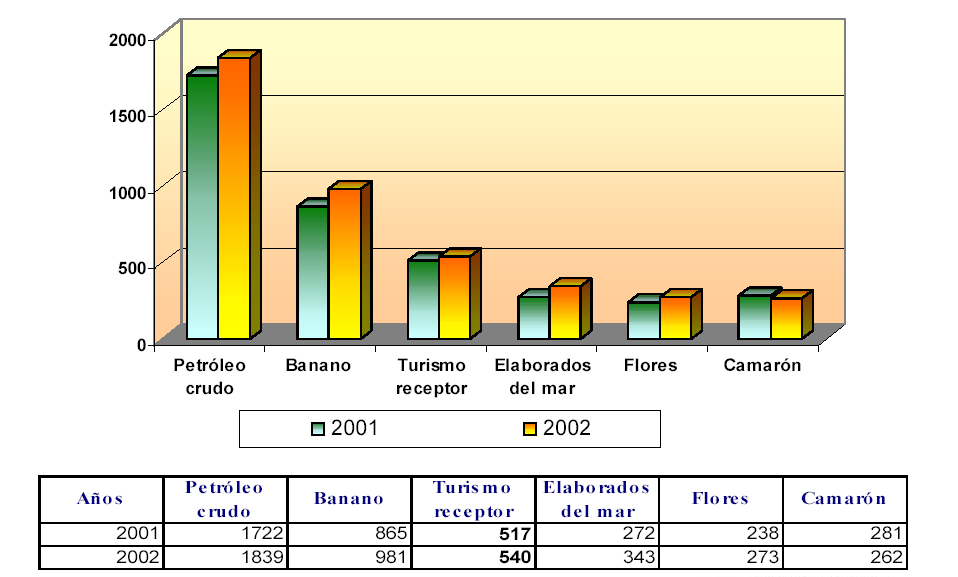 2000
1500
1000
500
0
Petróleo crudo Banano Turismo receptor Elaborados del mar Flores Camarón
2001 2002
Años Petróleo crudo Banano Turismo receptor Elaborados del mar Flores Camarón
2001 1722 865 517 272 238 281
2002 1839 981 540 343 273 262